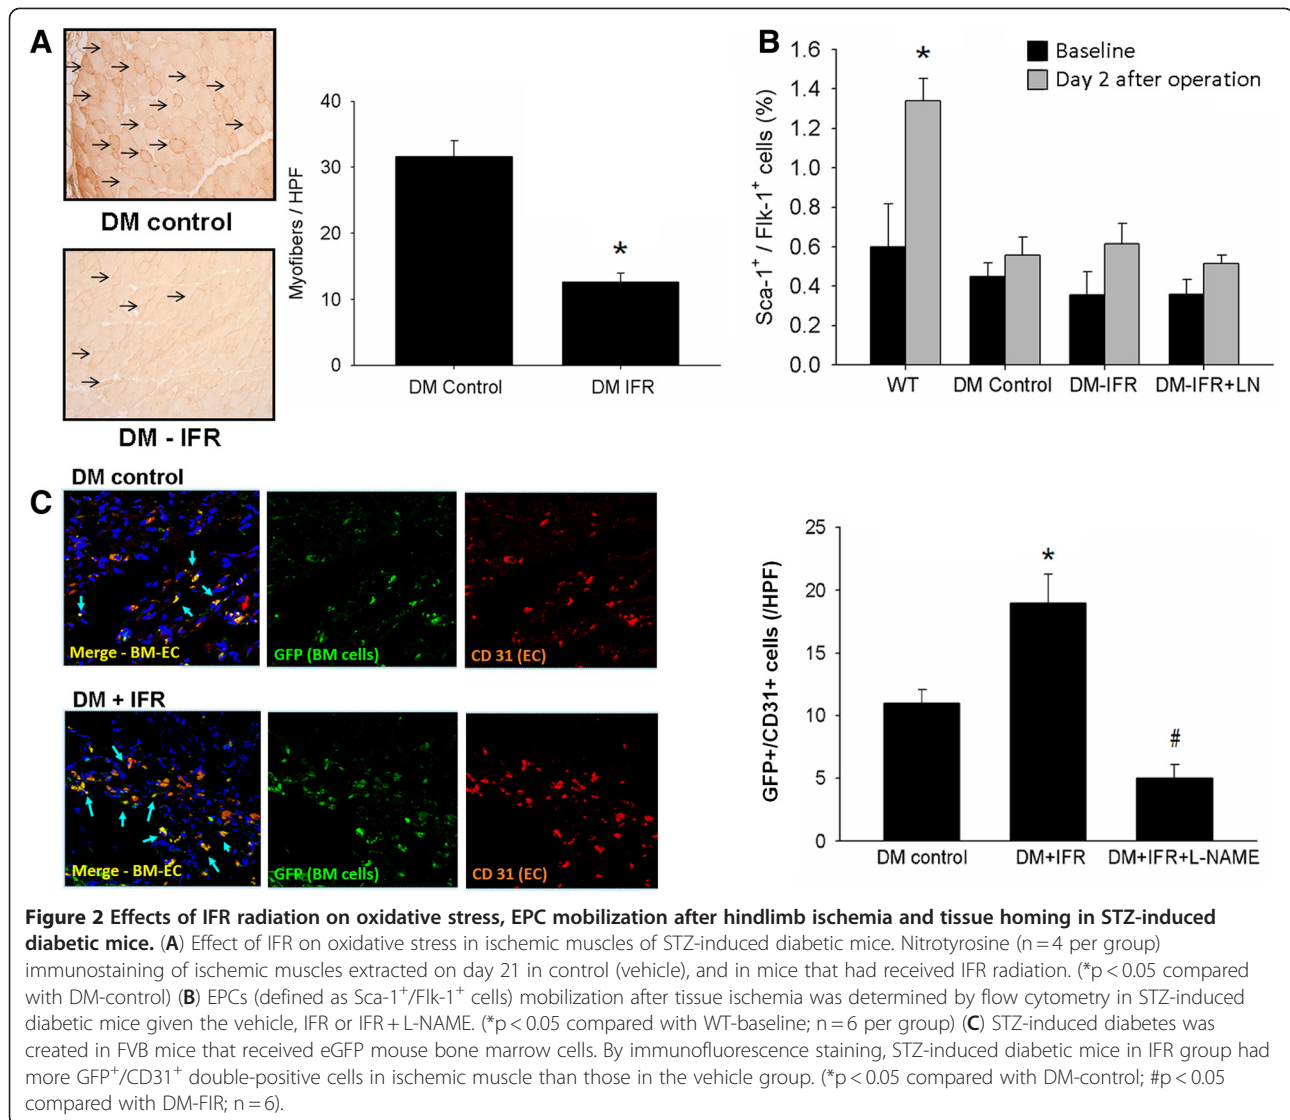 A
DM control
DM - IFR
40
30
20
10
0
Myofibers / HPF
*
DM Control
DM IFR
B
1.6
1.4
1.2
1.0
0.8
0.6
0.4
0.2
0.0
Sca-1⁺ / Flk-1⁺ cells (%)
*
Baseline
Day 2 after operation
WT
DM Control
DM-IFR
DM-IFR+LN
C
DM control
Merge - BM-EC
GFP (BM cells)
CD 31 (EC)
DM + IFR
Merge - BM-EC
GFP (BM cells)
CD 31 (EC)
25
20
15
10
5
0
GFP+/CD31+ cells (/HPF)
*
#
DM control
DM+IFR
DM+IFR+L-NAME
Figure 2 Effects of IFR radiation on oxidative stress, EPC mobilization after hindlimb ischemia and tissue homing in STZ-induced
diabetic mice. (A) Effect of IFR on oxidative stress in ischemic muscles of STZ-induced diabetic mice. Nitrotyrosine (n = 4 per group)
immunostaining of ischemic muscles extracted on day 21 in control (vehicle), and in mice that had received IFR radiation. (*p < 0.05 compared
with DM-control) (B) EPCs (defined as Sca-1⁺/Flk-1⁺ cells) mobilization after tissue ischemia was determined by flow cytometry in STZ-induced
diabetic mice given the vehicle, IFR or IFR + L-NAME. (*p < 0.05 compared with WT-baseline; n = 6 per group) (C) STZ-induced diabetes was
created in FVB mice that received eGFP mouse bone marrow cells. By immunofluorescence staining, STZ-induced diabetic mice in IFR group had
more GFP⁺/CD31⁺ double-positive cells in ischemic muscle than those in the vehicle group. (*p < 0.05 compared with DM-control; #p < 0.05
compared with DM-FIR; n = 6).